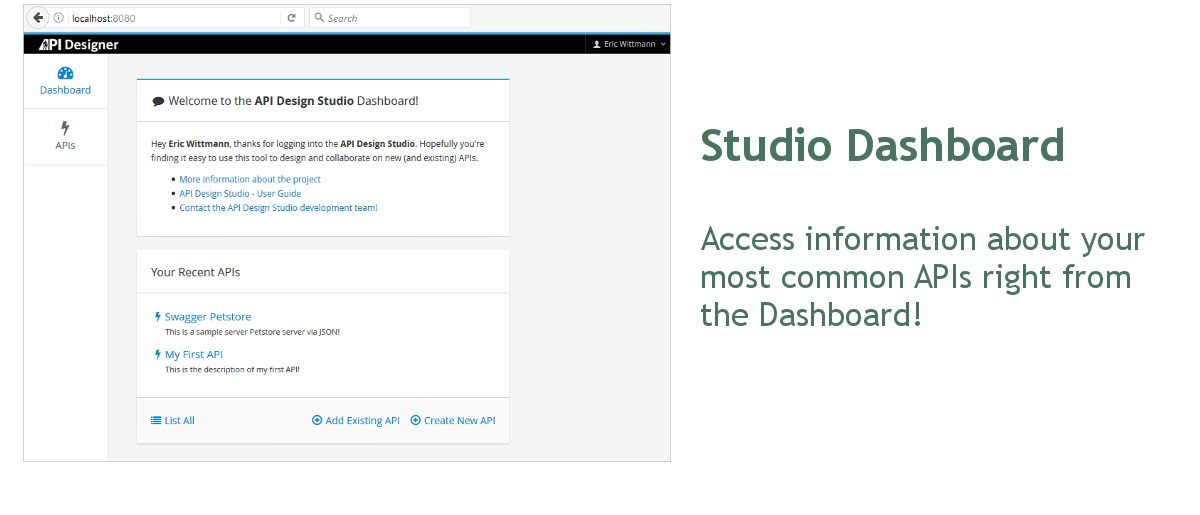 localhost:8080
Search
API Designer
Eric Wittmann
Dashboard
APIs
Welcome to the API Design Studio Dashboard!
Hey Eric Wittmann, thanks for logging into the API Design Studio. Hopefully you're
finding it easy to use this tool to design and collaborate on new (and existing) APIs.
More information about the project
API Design Studio - User Guide
Contact the API Design Studio development team!
Your Recent APIs
Swagger Petstore
This is a sample server Petstore server via JSON!
My First API
This is the description of my first API!
List All
Add Existing API
Create New API
Studio Dashboard
Access information about your
most common APIs right from
the Dashboard!